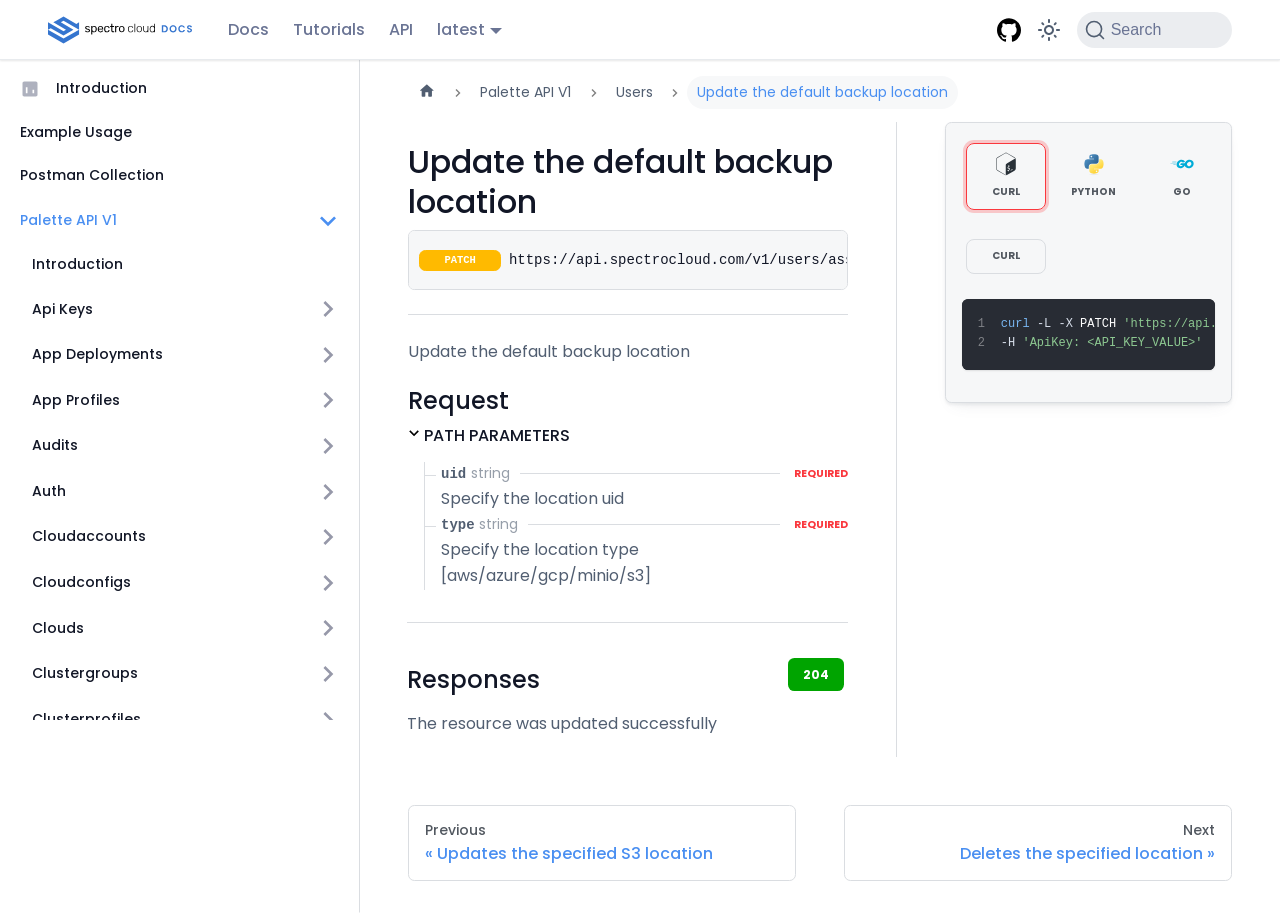 spectro cloud DOCS
Docs
Tutorials
API
latest
Search
Introduction
Example Usage
Postman Collection
Palette API V1
Introduction
Api Keys
App Deployments
App Profiles
Audits
Auth
Cloudaccounts
Cloudconfigs
Clouds
Clustergroups
Clusterprofiles
Palette API V1
Users
Update the default backup location
Update the default backup
location
PATCH
https://api.spectrocloud.com/v1/users/as
Update the default backup location
Request
PATH PARAMETERS
uid string
REQUIRED
Specify the location uid
type string
REQUIRED
Specify the location type
[aws/azure/gcp/minio/s3]
Responses
204
The resource was updated successfully
CURL
PYTHON
GO
CURL
1 curl -L -X PATCH 'https://api.
2 -H 'ApiKey: <API_KEY_VALUE>'
Previous
« Updates the specified S3 location
Next
Deletes the specified location »